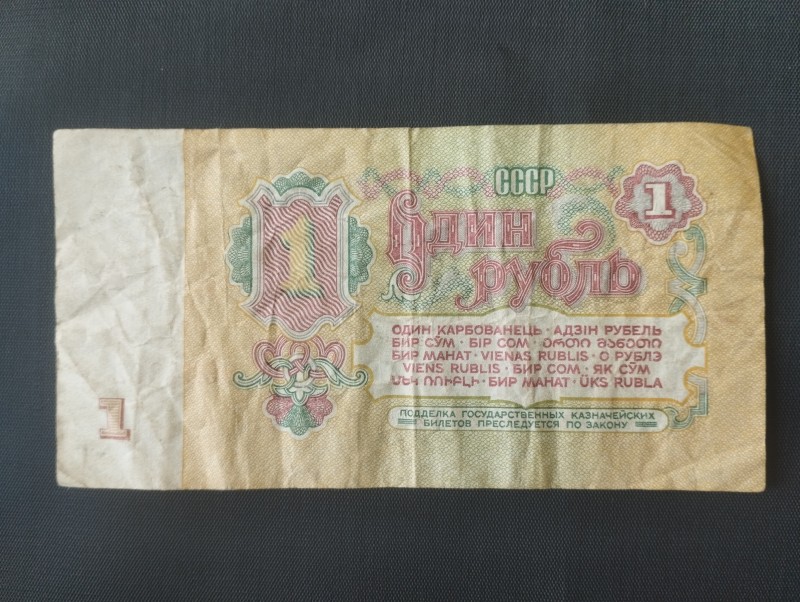 СССР
1
1
Один
рубль
ОДИН КАРБОВАНЕЦЬ · АДЗІН РУБЕЛЬ
БИР СЎМ · БІР СОМ · ᲔᲠᲗᲘ ᲛᲐᲜᲔᲗᲘ
БИР МАНАТ · VIENAS RUBLIS · О РУБЛЭ
VIENS RUBLIS · БИР СОМ · ЯК СӮМ
ՄԵԿ ՌՈՒԲԼԻ · БИР МАНАТ · ÜKS RUBLA
1
ПОДДЕЛКА ГОСУДАРСТВЕННЫХ КАЗНАЧЕЙСКИХ
БИЛЕТОВ ПРЕСЛЕДУЕТСЯ ПО ЗАКОНУ